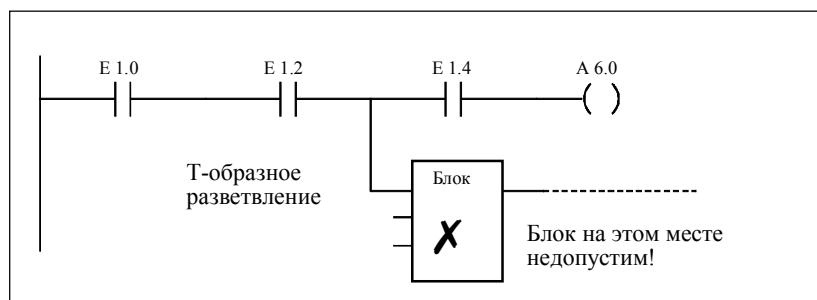 E 1.0 E 1.2 E 1.4 A 6.0
Т-образное
разветвление
Блок
Блок на этом месте
недопустим!